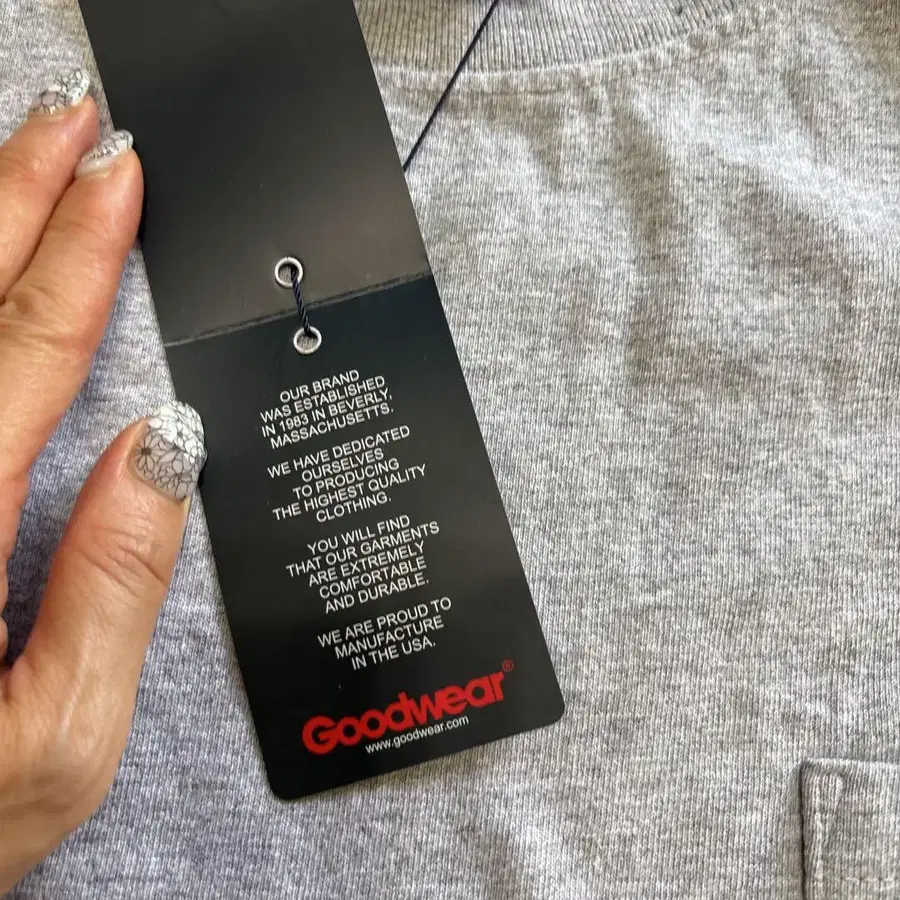 OUR BRAND
WAS ESTABLISHED
IN 1983 IN BEVERLY,
MASSACHUSETTS.
WE HAVE DEDICATED
OURSELVES
TO PRODUCING
THE HIGHEST QUALITY
CLOTHING.
YOU WILL FIND
THAT OUR GARMENTS
ARE EXTREMELY
COMFORTABLE
AND DURABLE.
WE ARE PROUD TO
MANUFACTURE
IN THE USA.
Goodwear®
www.goodwear.com